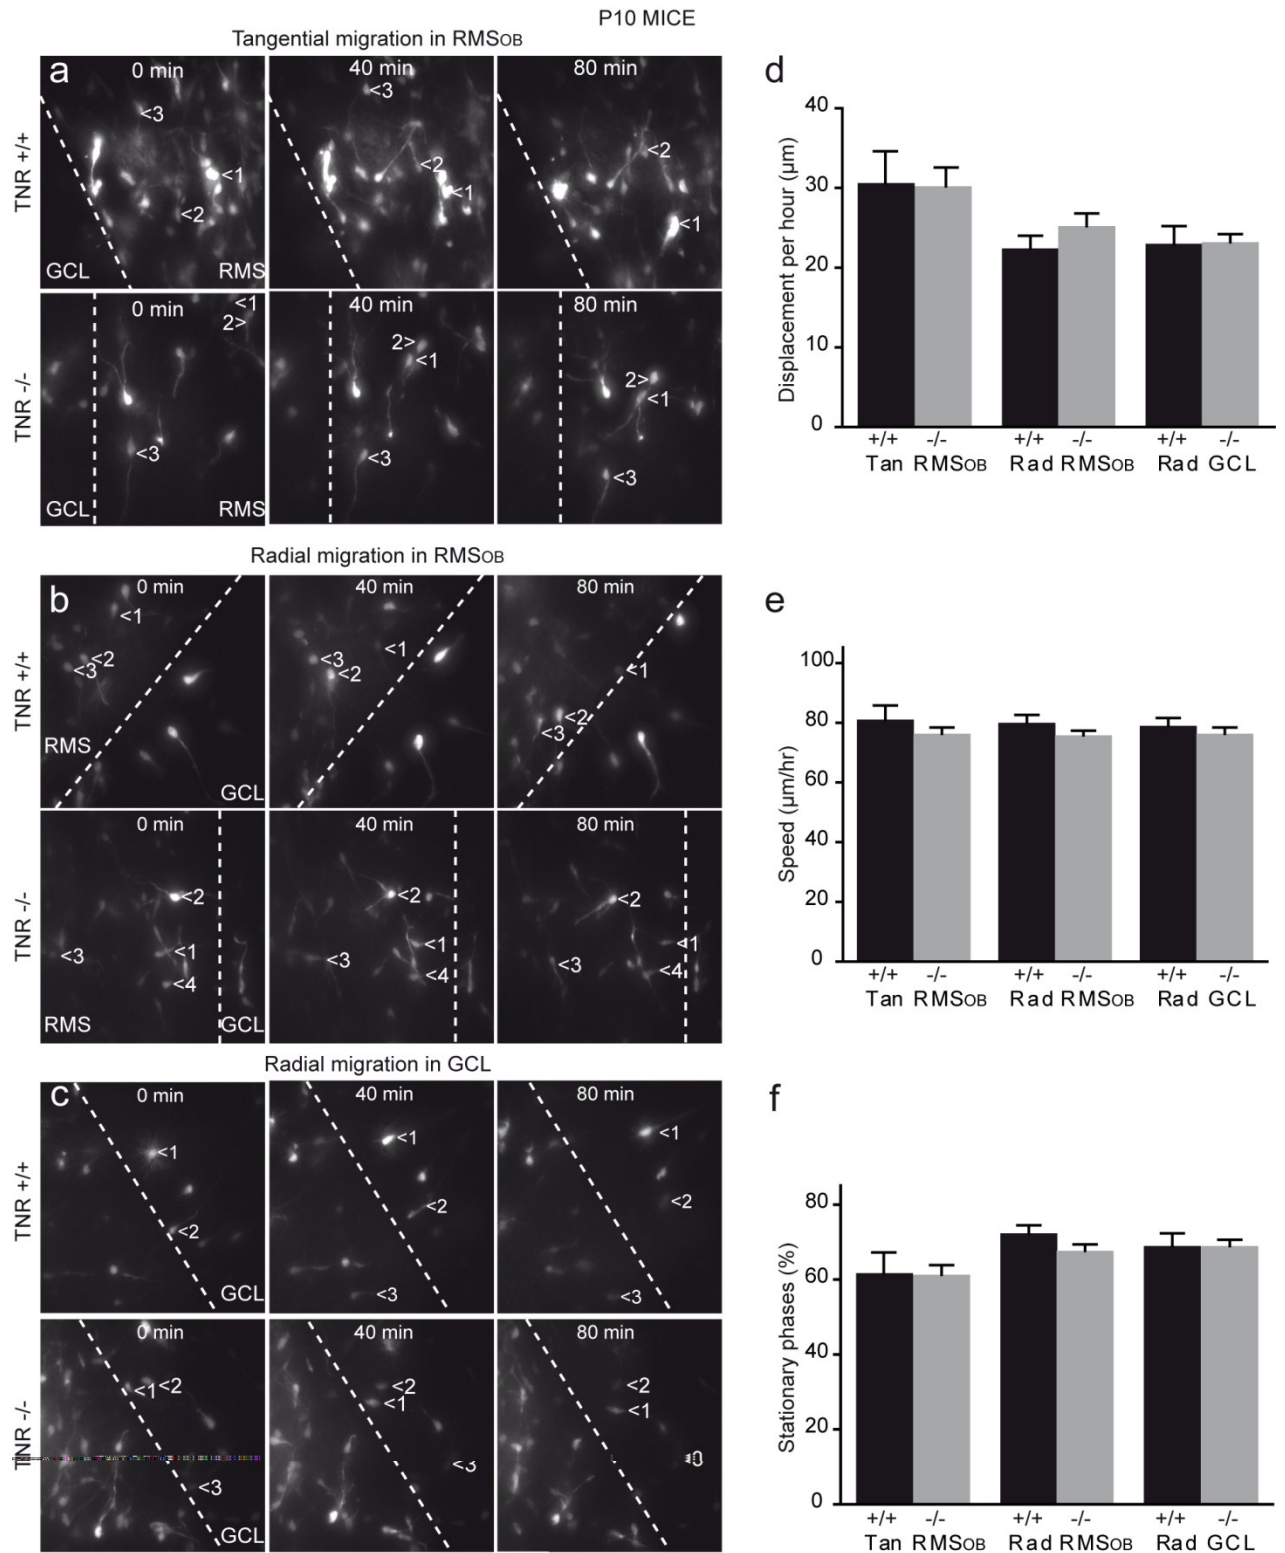 P10 MICE
Tangential migration in RMSOB
a
0 min
40 min
80 min
TNR +/+
<3
<1
<2
GCL
RMS
<3
<2
<1
<2
<1
0 min
40 min
80 min
TNR -/-
<1
2>
<3
GCL
RMS
2>
<1
<3
2>
<1
<3
Radial migration in RMSOB
b
0 min
40 min
80 min
TNR +/+
<1
<2
<3
RMS
GCL
<1
<3
<2
<1
<2
<3
0 min
40 min
80 min
TNR -/-
<2
<3
<1
<4
RMS
GCL
<2
<1
<3
<4
<2
<1
<3
<4
Radial migration in GCL
c
0 min
40 min
80 min
TNR +/+
<1
<2
GCL
<1
<2
<3
<1
<2
<3
0 min
40 min
80 min
TNR -/-
<1
<2
<3
GCL
<2
<1
<3
<2
<1
d
Displacement per hour (µm)
40
30
20
10
0
+/+ -/- +/+ -/- +/+ -/-
Tan RMSOB Rad RMSOB Rad GCL
e
Speed (µm/hr)
100
80
60
40
20
0
+/+ -/- +/+ -/- +/+ -/-
Tan RMSOB Rad RMSOB Rad GCL
f
Stationary phases (%)
80
60
40
20
0
+/+ -/- +/+ -/- +/+ -/-
Tan RMSOB Rad RMSOB Rad GCL